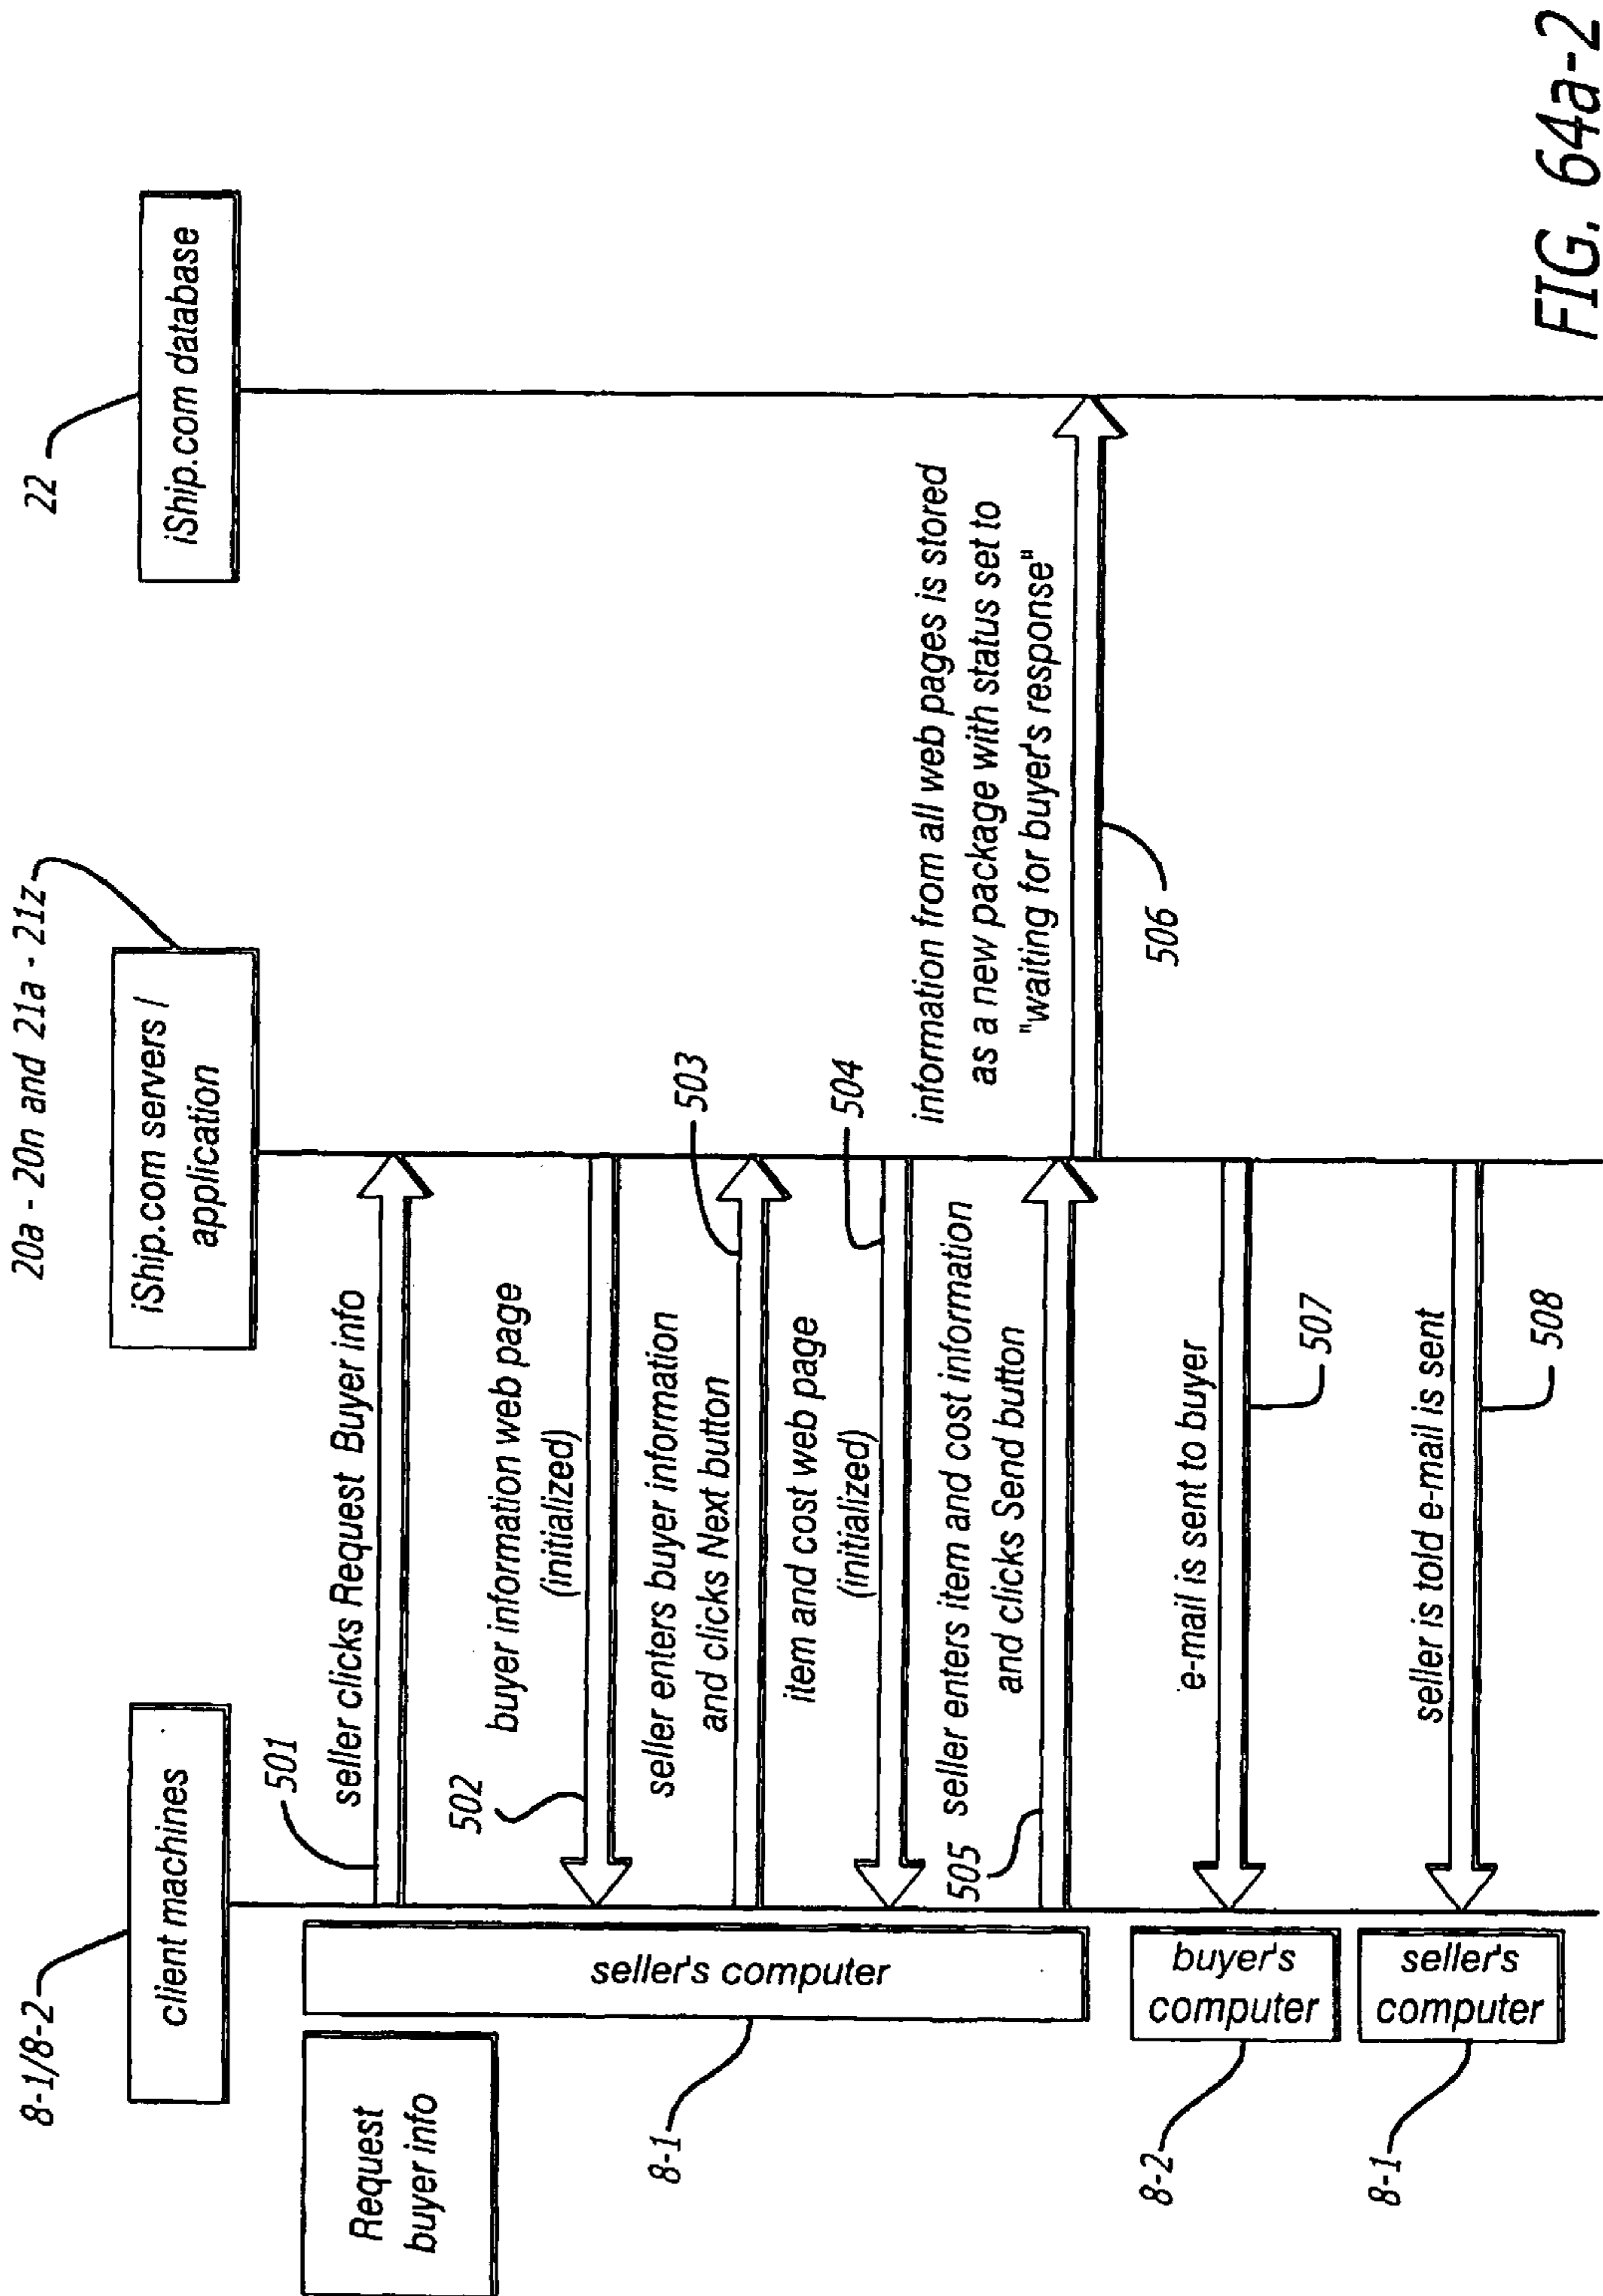 8-1/8-2
20a - 20n and 21a - 21z
22
client machines
iShip.com servers /
application
iShip.com database
Request
buyer info
seller's computer
8-1
501
seller clicks Request Buyer info
502
buyer information web page
(initialized)
seller enters buyer information
and clicks Next button
503
item and cost web page
(initialized)
504
505
seller enters item and cost information
and clicks Send button
information from all web pages is stored
as a new package with status set to
"waiting for buyer's response"
506
buyer's
computer
8-2
e-mail is sent to buyer
507
seller's
computer
8-1
seller is told e-mail is sent
508
FIG. 64a-2